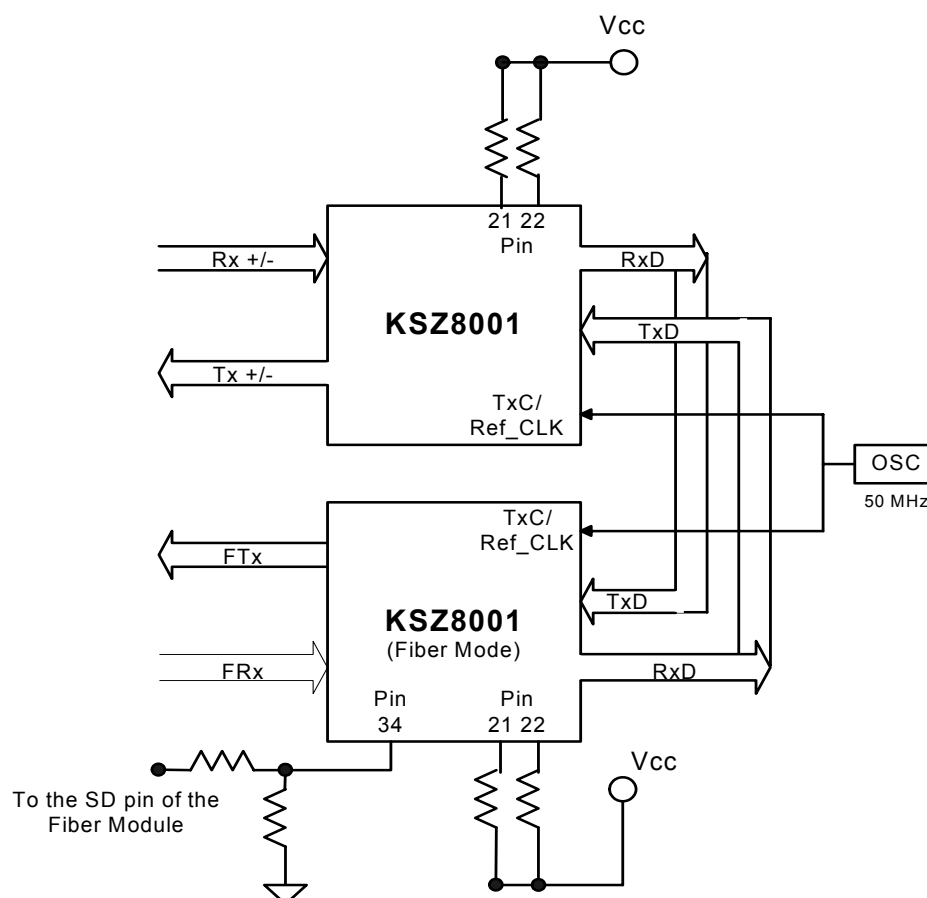 Vcc
21 22
Pin
Rx +/-
RxD
KSZ8001
TxD
Tx +/-
TxC/
Ref_CLK
OSC
50 MHz
TxC/
Ref_CLK
FTx
TxD
KSZ8001
(Fiber Mode)
FRx
RxD
Pin
34
Pin
21 22
Vcc
To the SD pin of the
Fiber Module